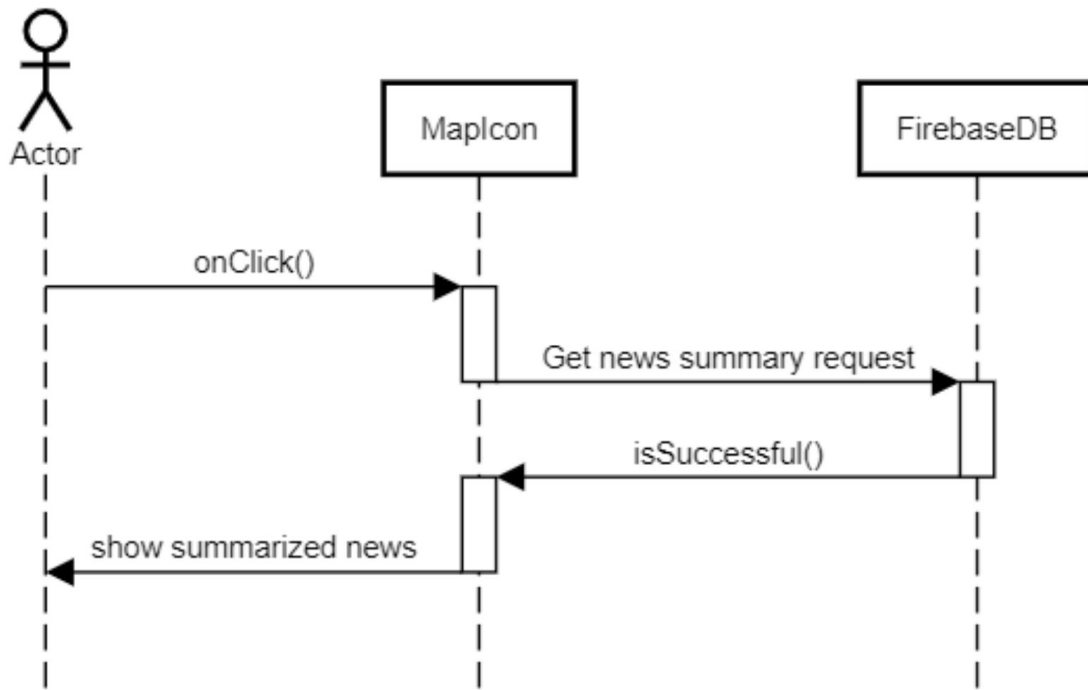 Actor
MapIcon
FirebaseDB
onClick()
Get news summary request
isSuccessful()
show summarized news